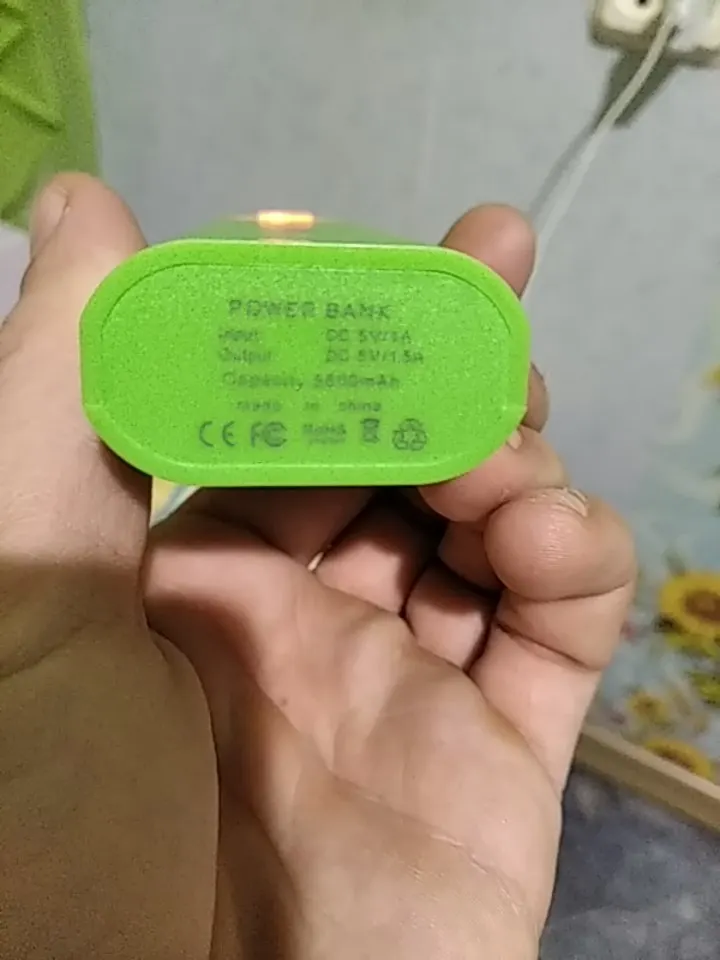 POWER BANK
Input DC 5V/1A
Output DC 5V/1.5A
Capacity 5600mAh
made in china
CE FC RoHS